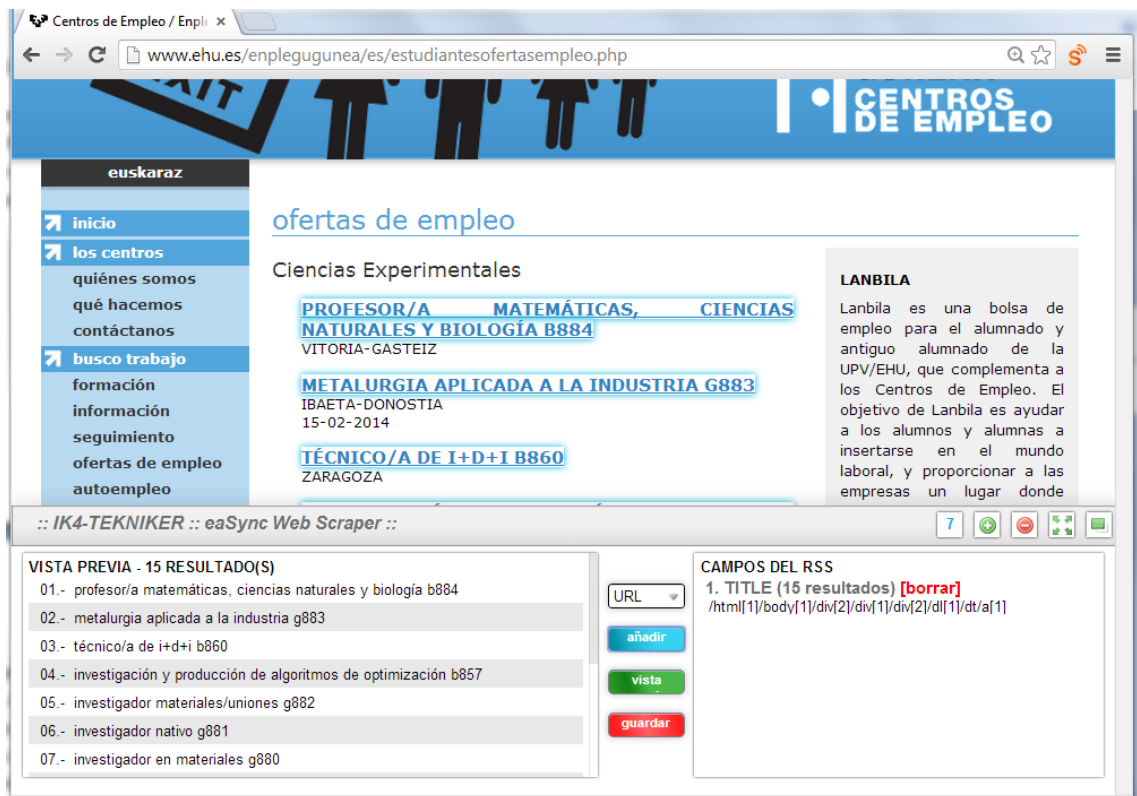 Centros de Empleo / Enple
www.ehu.es/enplegugunea/es/estudiantesofertasempleo.php
EXIT
CENTROS
DE EMPLEO
euskaraz
inicio
los centros
quiénes somos
qué hacemos
contáctanos
busco trabajo
formación
información
seguimiento
ofertas de empleo
autoempleo
ofertas de empleo
Ciencias Experimentales
PROFESOR/A MATEMÁTICAS, CIENCIAS
NATURALES Y BIOLOGÍA B884
VITORIA-GASTEIZ
METALURGIA APLICADA A LA INDUSTRIA G883
IBAETA-DONOSTIA
15-02-2014
TÉCNICO/A DE I+D+I B860
ZARAGOZA
LANBILA
Lanbila es una bolsa de
empleo para el alumnado y
antiguo alumnado de la
UPV/EHU, que complementa a
los Centros de Empleo. El
objetivo de Lanbila es ayudar
a los alumnos y alumnas a
insertarse en el mundo
laboral, y proporcionar a las
empresas un lugar donde
:: IK4-TEKNIKER :: eaSync Web Scraper ::
7
VISTA PREVIA - 15 RESULTADO(S)
01.- profesor/a matemáticas, ciencias naturales y biología b884
02.- metalurgia aplicada a la industria g883
03.- técnico/a de i+d+i b860
04.- investigación y producción de algoritmos de optimización b857
05.- investigador materiales/uniones g882
06.- investigador nativo g881
07.- investigador en materiales g880
URL
añadir
vista
guardar
CAMPOS DEL RSS
1. TITLE (15 resultados) [borrar]
/html[1]/body[1]/div[2]/div[1]/div[2]/dl[1]/dt/a[1]